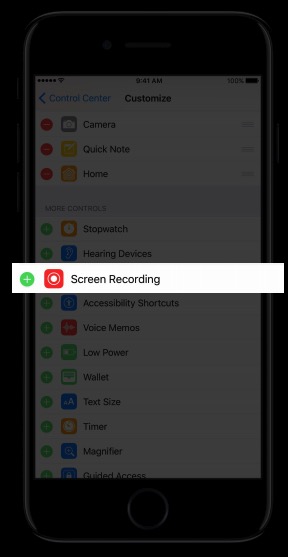 9:41 AM 100%
Control Center Customize
Camera
Quick Note
Home
MORE CONTROLS
Stopwatch
Hearing Devices
Screen Recording
Accessibility Shortcuts
Voice Memos
Low Power
Wallet
AA Text Size
Timer
Magnifier
Guided Access